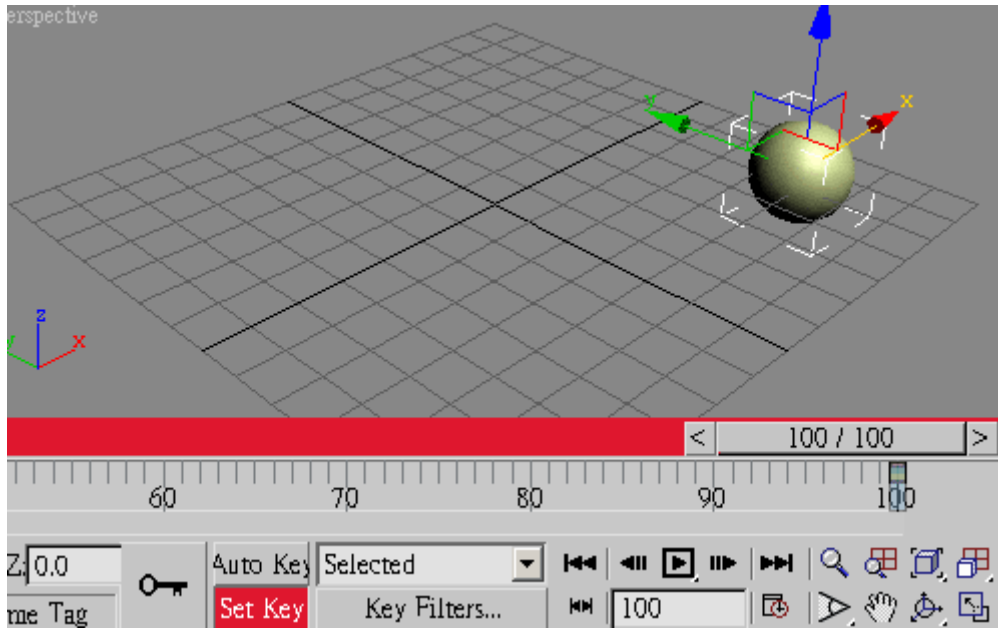 erspective
z
y
x
y
x
< 100 / 100 >
60 70 80 90 100
Z: 0.0
Auto Key
Selected
me Tag
Set Key
Key Filters...
100